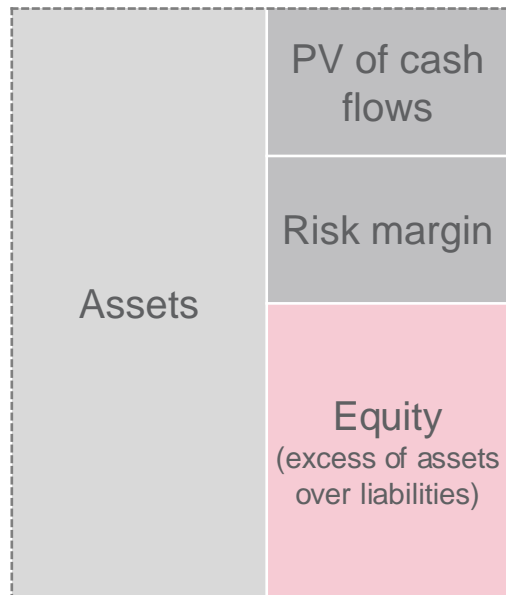 PV of cash
flows
Risk margin
Assets
Equity
(excess of assets
over liabilities)